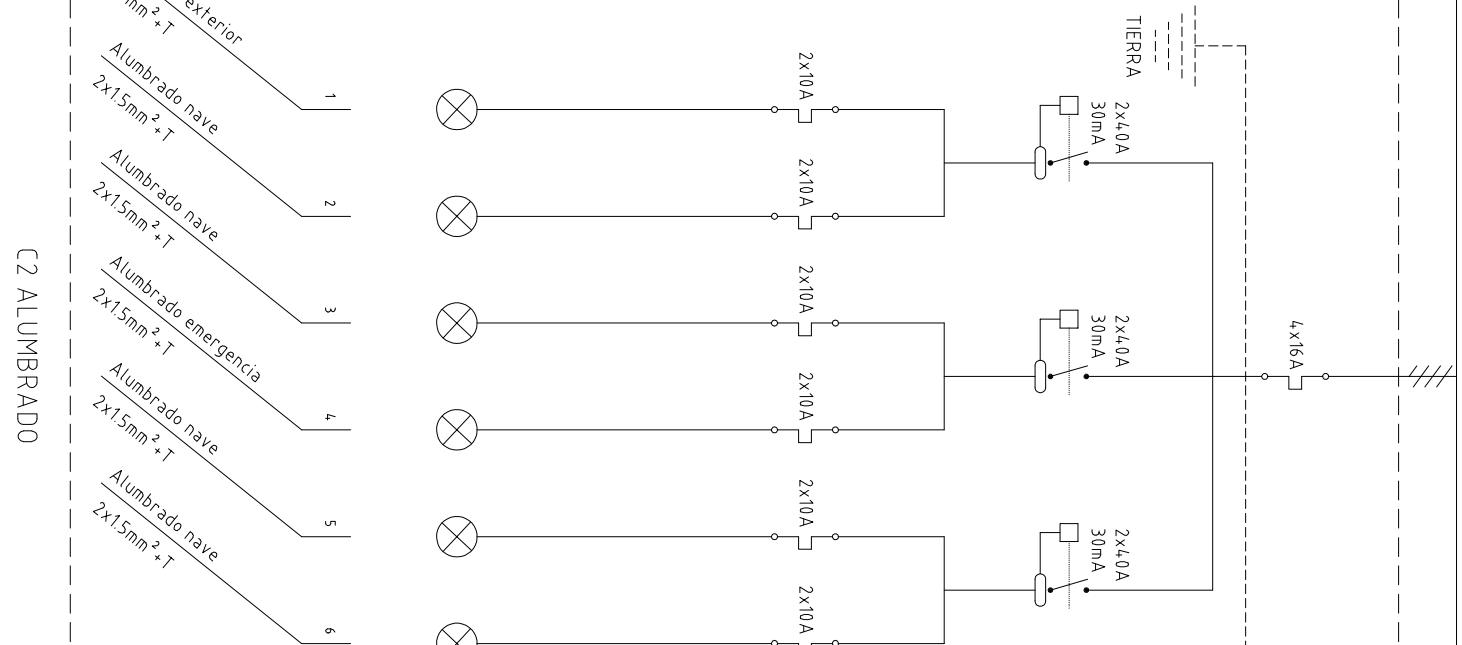 4x16A
TIERRA
2x40A
30mA
2x40A
30mA
2x40A
30mA
2x10A
2x10A
2x10A
2x10A
2x10A
2x10A
1
2
3
4
5
6
exterior
mm²+T
Alumbrado nave
2x1.5mm²+T
Alumbrado nave
2x1.5mm²+T
Alumbrado emergencia
2x1.5mm²+T
Alumbrado nave
2x1.5mm²+T
Alumbrado nave
2x1.5mm²+T
C2 ALUMBRADO